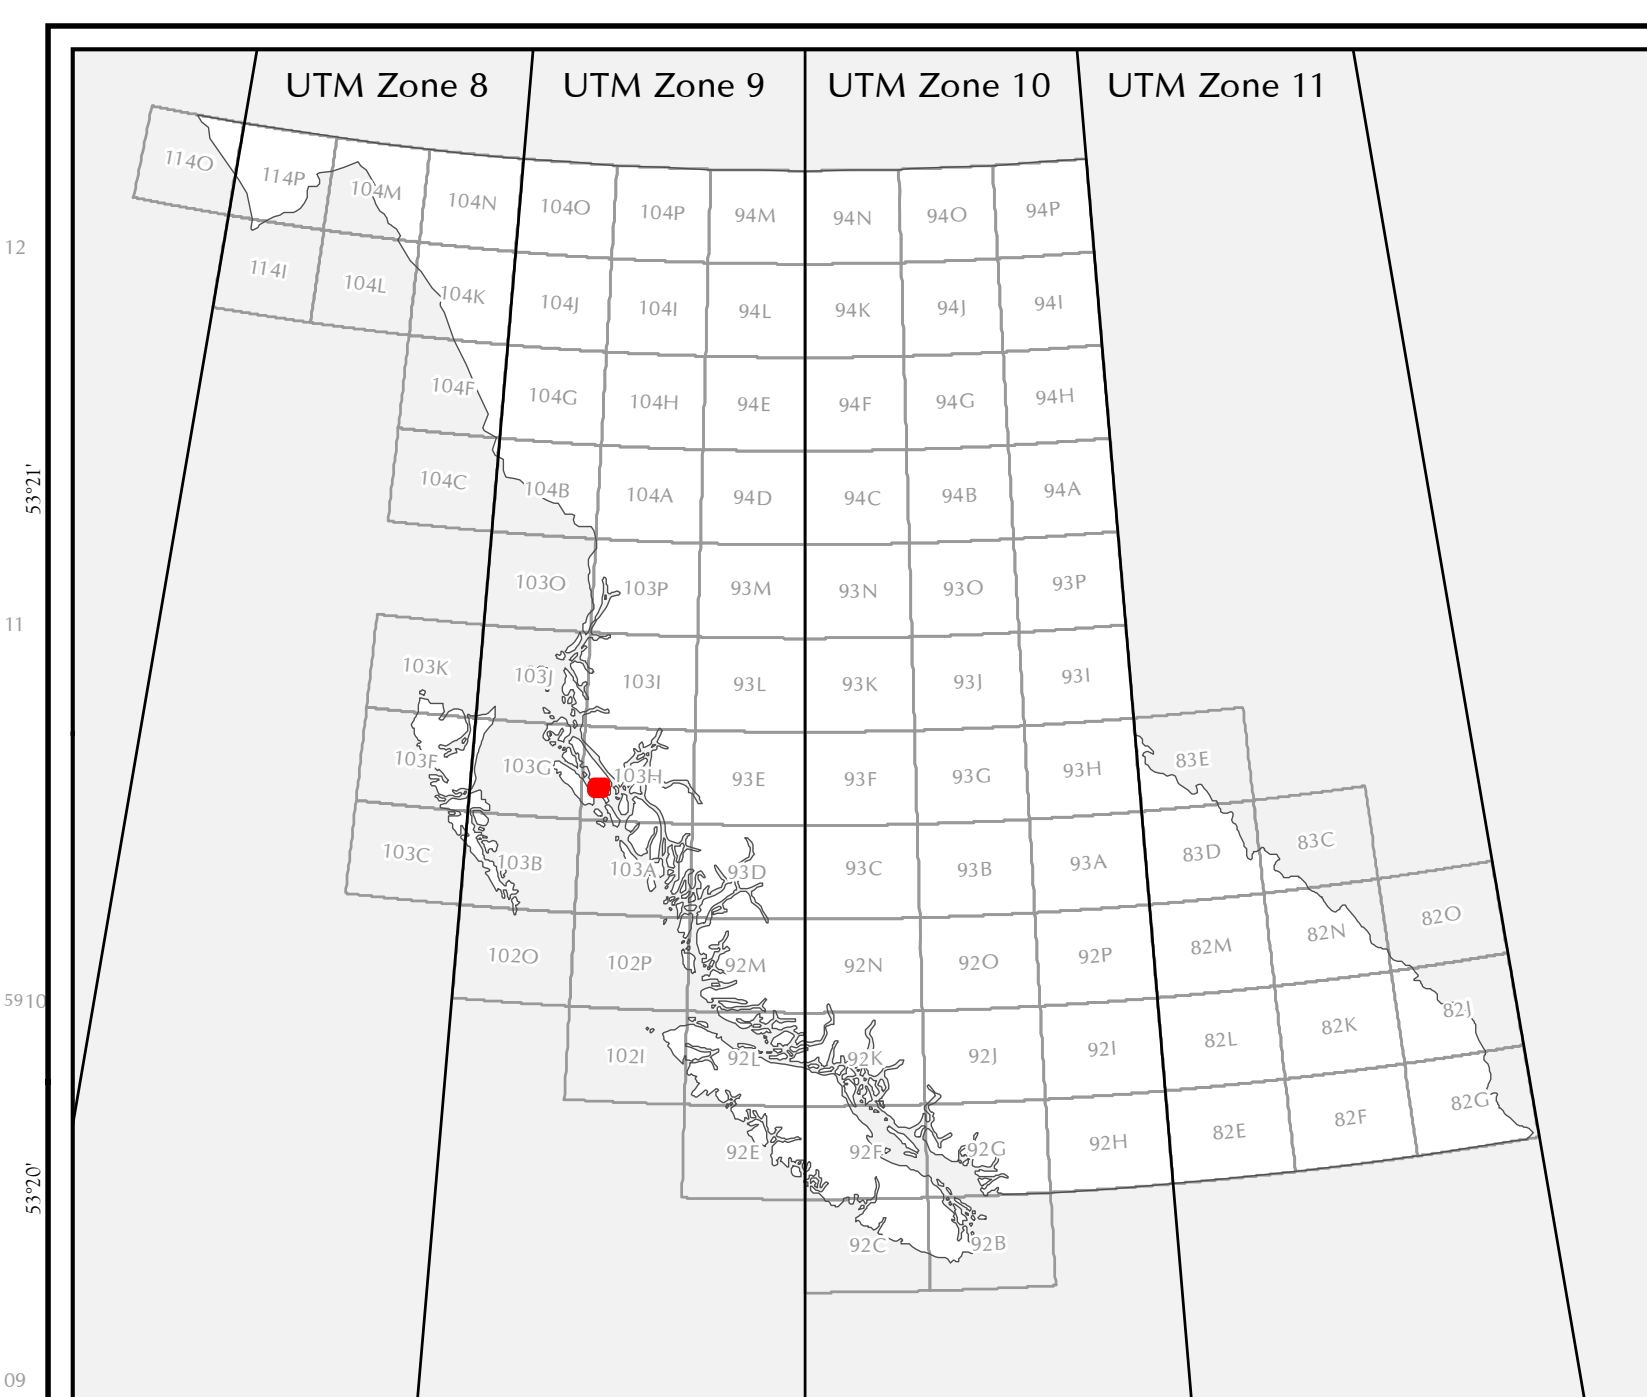 UTM Zone 8 UTM Zone 9 UTM Zone 10 UTM Zone 11
114O 114P 104M 104N 104O 104P 94M 94N 94O 94P
12
114I 104L 104K 104J 104I 94L 94K 94J 94I
104F 104G 104H 94E 94F 94G 94H
53°21'
104C 104B 104A 94D 94C 94B 94A
103O 103P 93M 93N 93O 93P
11
103K 103J 103I 93L 93K 93J 93I
103F 103G 103H 93E 93F 93G 93H 83E
103C 103B 103A 93D 93C 93B 93A 83D 83C
102O 102P 92M 92N 92O 92P 82M 82N 82O
5910
102I 92L 92K 92J 92I 82L 82K 82J
92E 92F 92G 92H 82E 82F 82G
53°20'
92C 92B
09